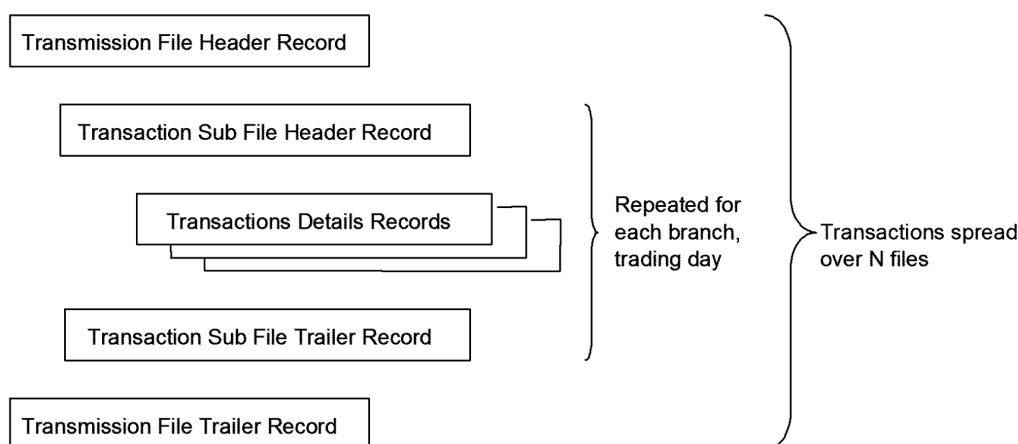 Transmission File Header Record
Transaction Sub File Header Record
Transactions Details Records
Repeated for
each branch,
trading day
Transactions spread
over N files
Transaction Sub File Trailer Record
Transmission File Trailer Record